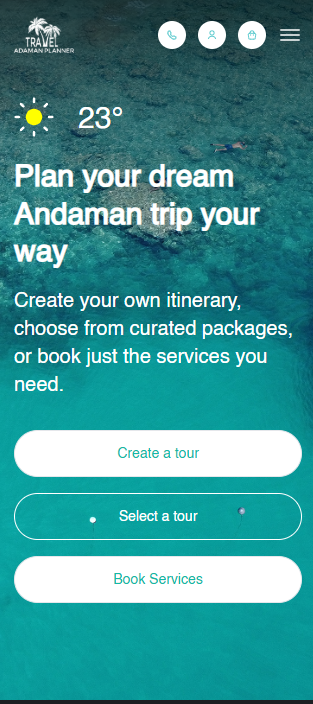 TRAVEL
ADAMAN PLANNER
23°
Plan your dream
Andaman trip your
way
Create your own itinerary,
choose from curated packages,
or book just the services you
need.
Create a tour
Select a tour
Book Services